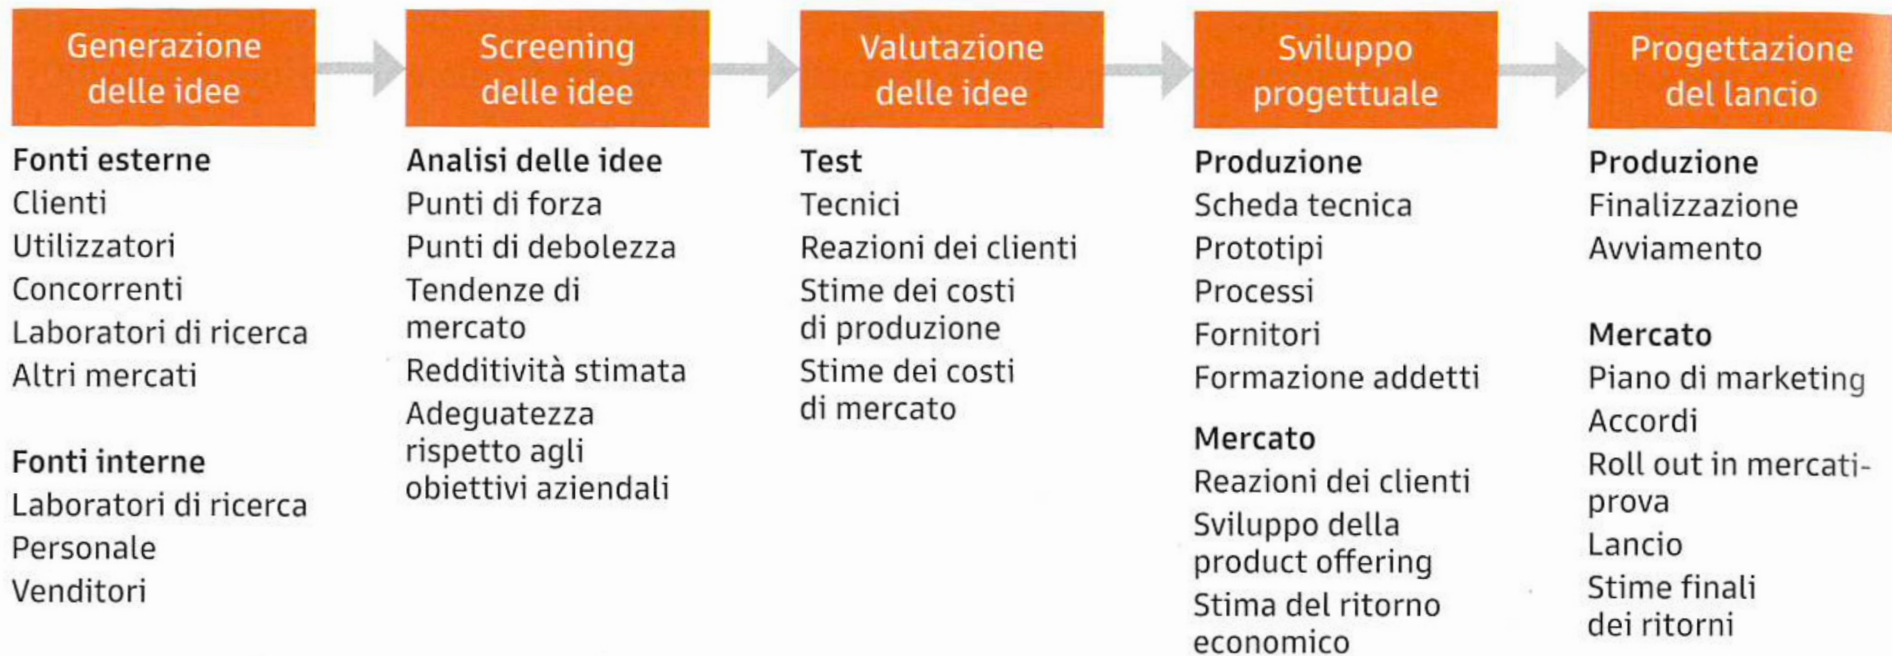 Generazione
delle idee
Screening
delle idee
Valutazione
delle idee
Sviluppo
progettuale
Progettazione
del lancio
Fonti esterne
Clienti
Utilizzatori
Concorrenti
Laboratori di ricerca
Altri mercati
Fonti interne
Laboratori di ricerca
Personale
Venditori
Analisi delle idee
Punti di forza
Punti di debolezza
Tendenze di
mercato
Redditività stimata
Adeguatezza
rispetto agli
obiettivi aziendali
Test
Tecnici
Reazioni dei clienti
Stime dei costi
di produzione
Stime dei costi
di mercato
Produzione
Scheda tecnica
Prototipi
Processi
Fornitori
Formazione addetti
Mercato
Reazioni dei clienti
Sviluppo della
product offering
Stima del ritorno
economico
Produzione
Finalizzazione
Avviamento
Mercato
Piano di marketing
Accordi
Roll out in mercati-
prova
Lancio
Stime finali
dei ritorni